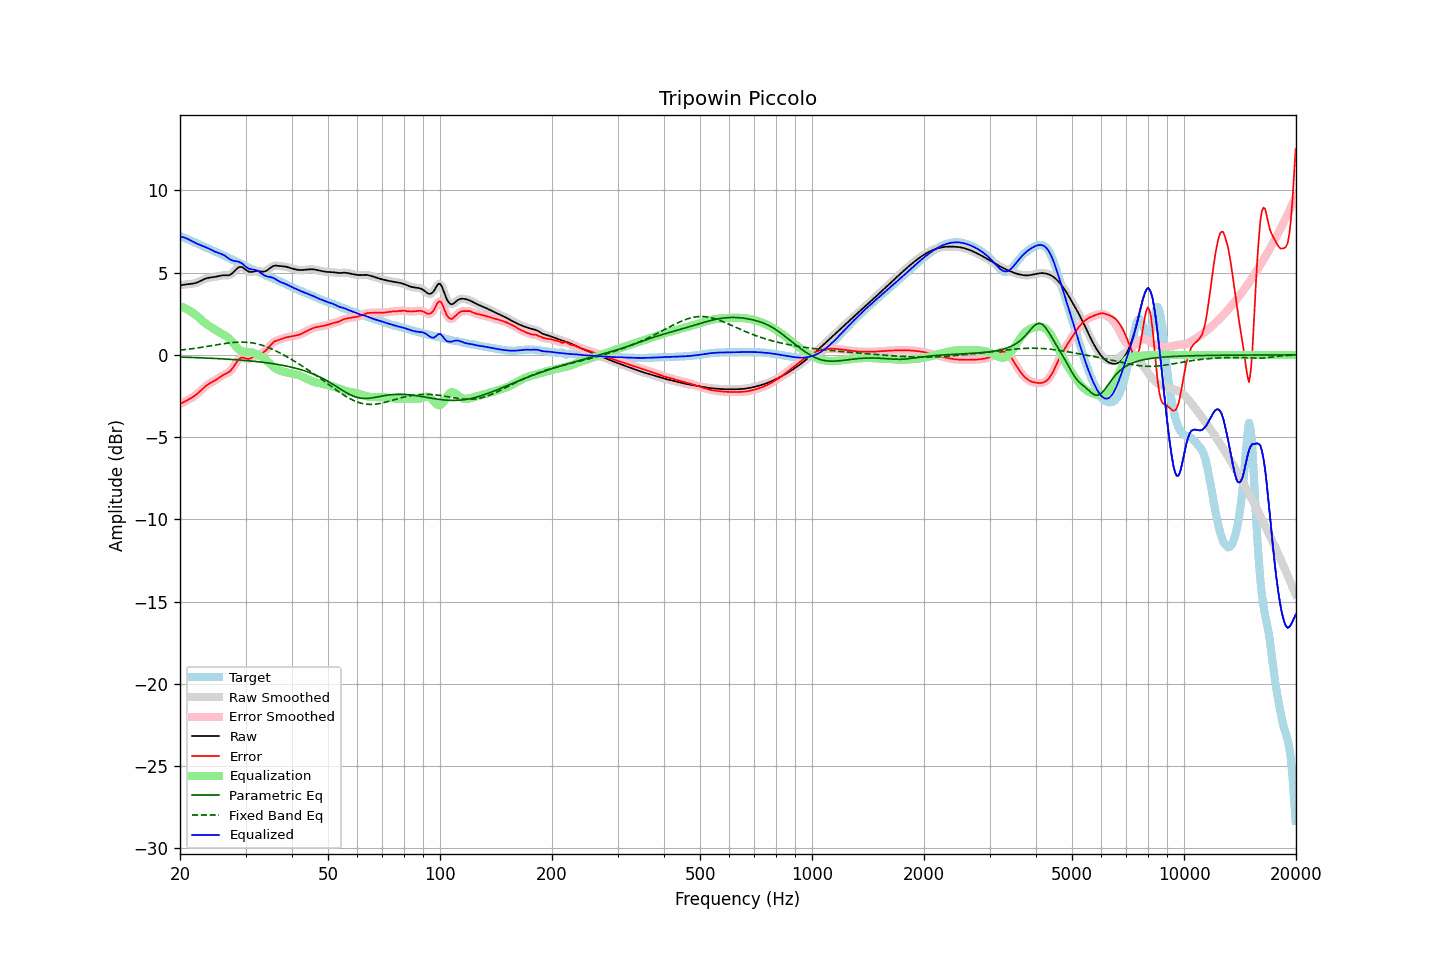 Tripowin Piccolo
Amplitude (dBr)
10
5
0
−5
−10
−15
−20
−25
−30
Target
Raw Smoothed
Error Smoothed
Raw
Error
Equalization
Parametric Eq
Fixed Band Eq
Equalized
20 50 100 200 500 1000 2000 5000 10000 20000
Frequency (Hz)